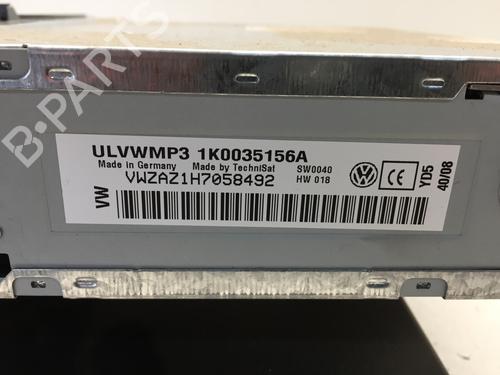 B-PARTS
ULVWMP3 1K0035156A
Made in Germany Made by TechniSat SW0040
VWZAZ1H7058492 HW 018
VW
CE
YD5
40/08